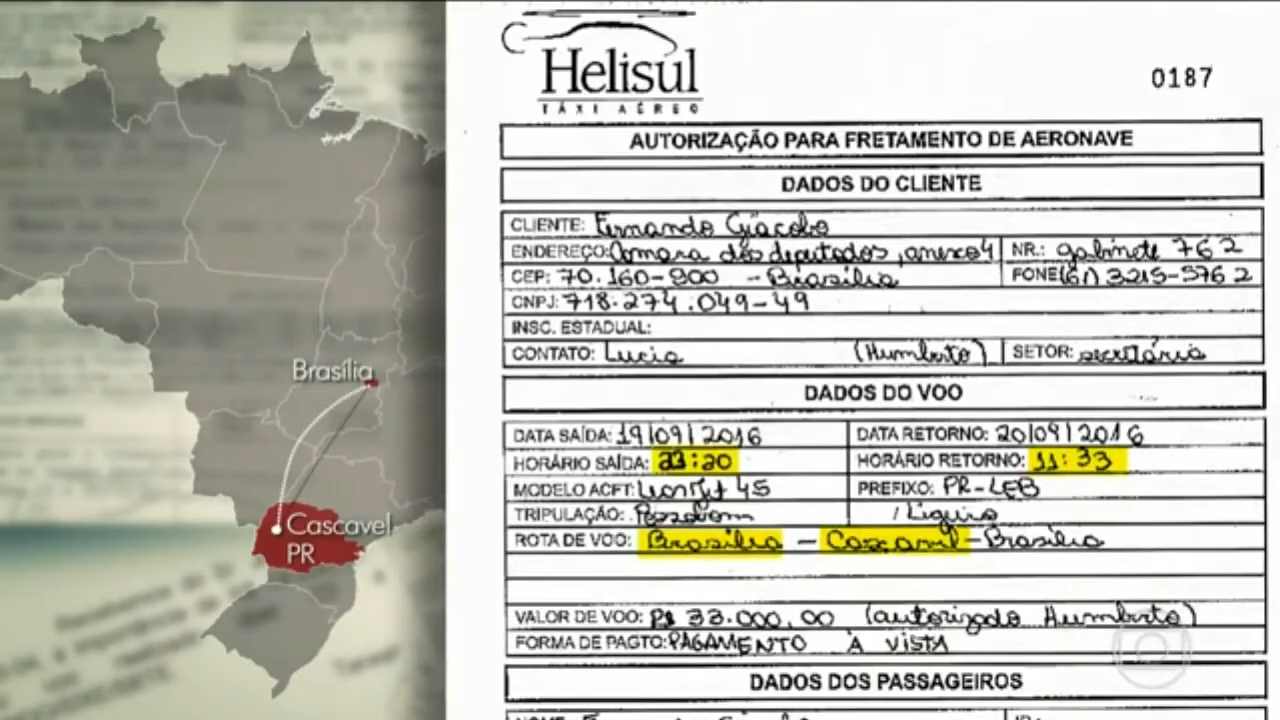 Brasília
Cascavel
PR
Helisul
TÁXI AÉREO
0187
AUTORIZAÇÃO PARA FRETAMENTO DE AERONAVE
DADOS DO CLIENTE
CLIENTE: Fernando Giacobo
ENDEREÇO: Câmara dos deputados, anexo 4 NR.: gabinete 762
CEP: 70.160-900 - Brasília FONE (61) 3215-5762
CNPJ: 718.274.049-49
INSC. ESTADUAL:
CONTATO: Lucia (Humberto) SETOR: secretária
DADOS DO VOO
DATA SAÍDA: 19/09/2016 DATA RETORNO: 20/09/2016
HORÁRIO SAÍDA: 23:20 HORÁRIO RETORNO: 11:33
MODELO ACFT: Learjet 45 PREFIXO: PR-LEB
TRIPULAÇÃO:
ROTA DE VOO: Brasília - Cascavel - Brasília
VALOR DE VOO: R$ 33.000,00 (autorizado Humberto)
FORMA DE PAGTO: PAGAMENTO À VISTA
DADOS DOS PASSAGEIROS